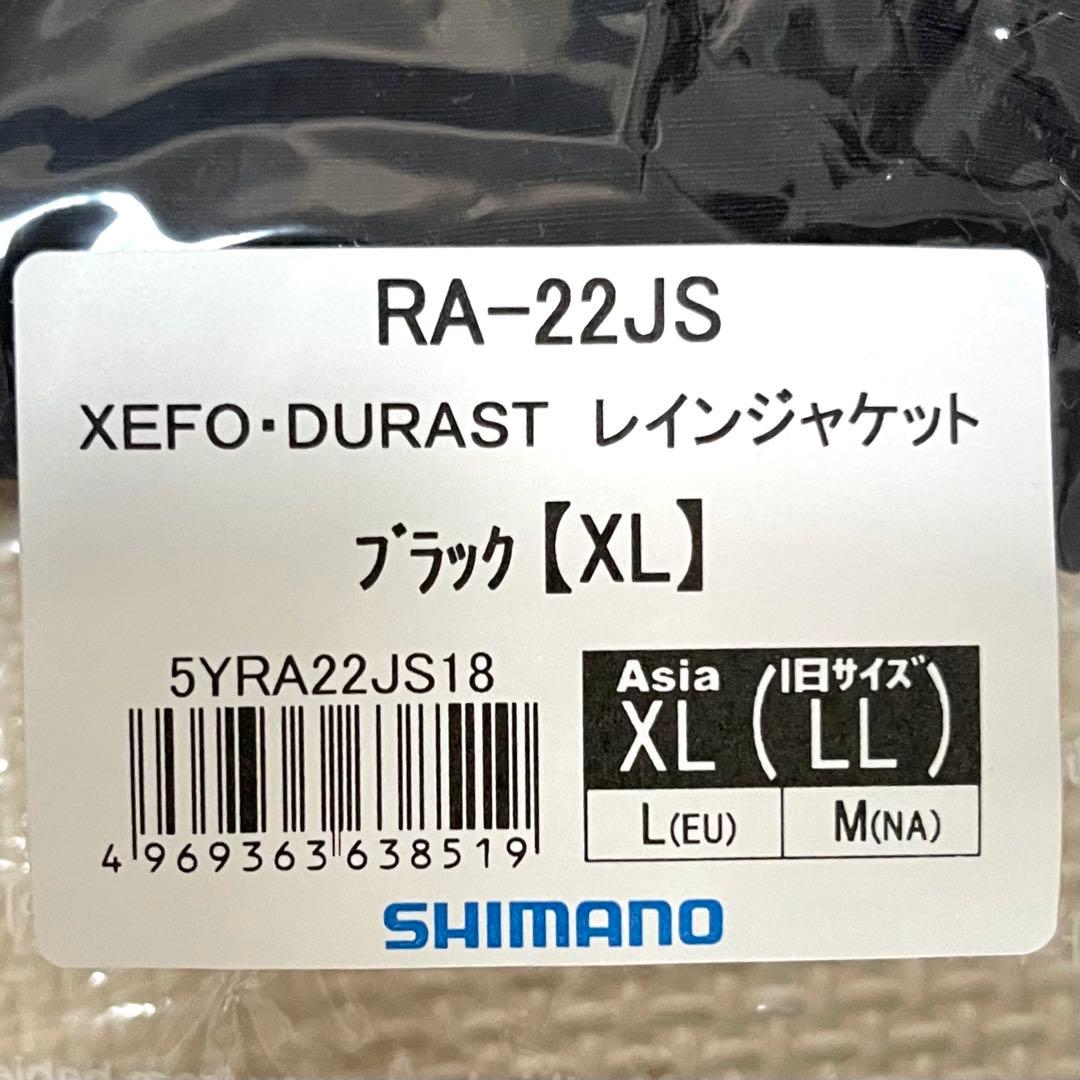 RA-22JS
XEFO・DURAST レインジャケット
ブラック【XL】
5YRA22JS18
4969363638519
Asia XL (旧サイズ LL)
L(EU) M(NA)
SHIMANO